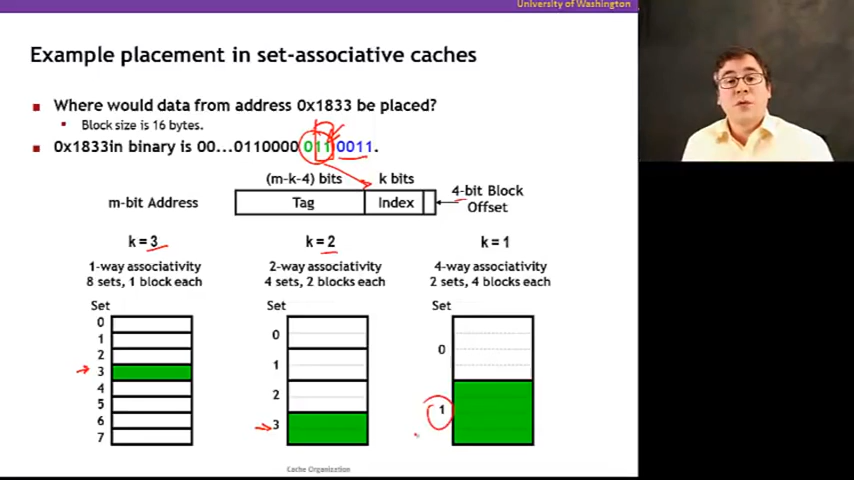 University of Washington
Example placement in set-associative caches
Where would data from address 0x1833 be placed?
Block size is 16 bytes.
0x1833in binary is 00...0110000 011 0011.
(m-k-4) bits k bits
m-bit Address Tag Index 4-bit Block Offset
k = 3 k = 2 k = 1
1-way associativity 2-way associativity 4-way associativity
8 sets, 1 block each 4 sets, 2 blocks each 2 sets, 4 blocks each
Set Set Set
0
1
2
3
4
5
6
7
0
1
2
3
0
1
Cache Organization